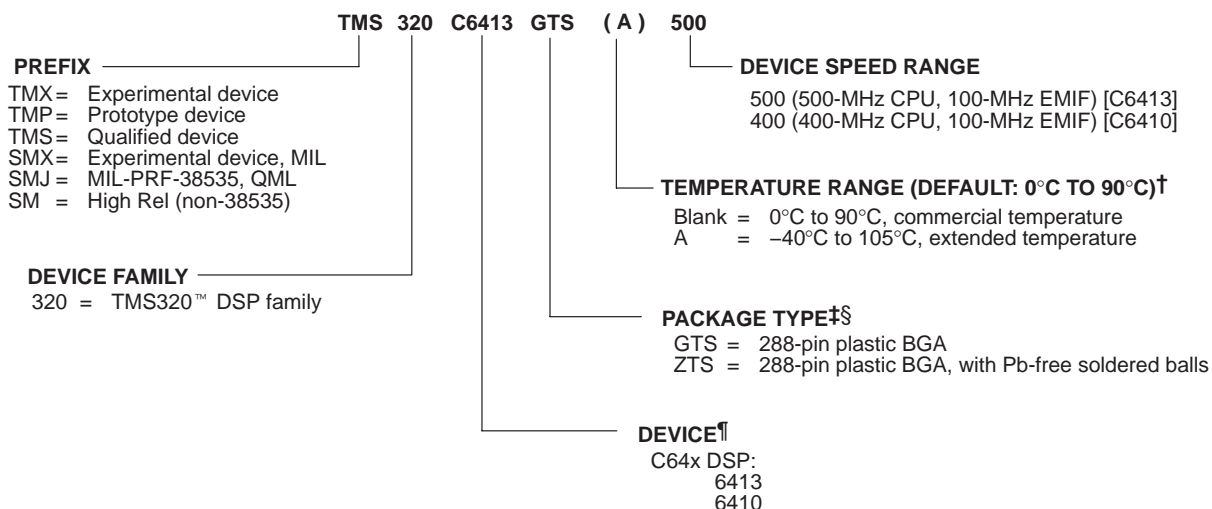 TMS 320 C6413 GTS ( A ) 500
PREFIX
TMX = Experimental device
TMP = Prototype device
TMS = Qualified device
SMX = Experimental device, MIL
SMJ = MIL-PRF-38535, QML
SM = High Rel (non-38535)
DEVICE SPEED RANGE
500 (500-MHz CPU, 100-MHz EMIF) [C6413]
400 (400-MHz CPU, 100-MHz EMIF) [C6410]
TEMPERATURE RANGE (DEFAULT: 0°C TO 90°C)†
Blank = 0°C to 90°C, commercial temperature
A = −40°C to 105°C, extended temperature
DEVICE FAMILY
320 = TMS320™ DSP family
PACKAGE TYPE‡§
GTS = 288-pin plastic BGA
ZTS = 288-pin plastic BGA, with Pb-free soldered balls
DEVICE¶
C64x DSP:
6413
6410